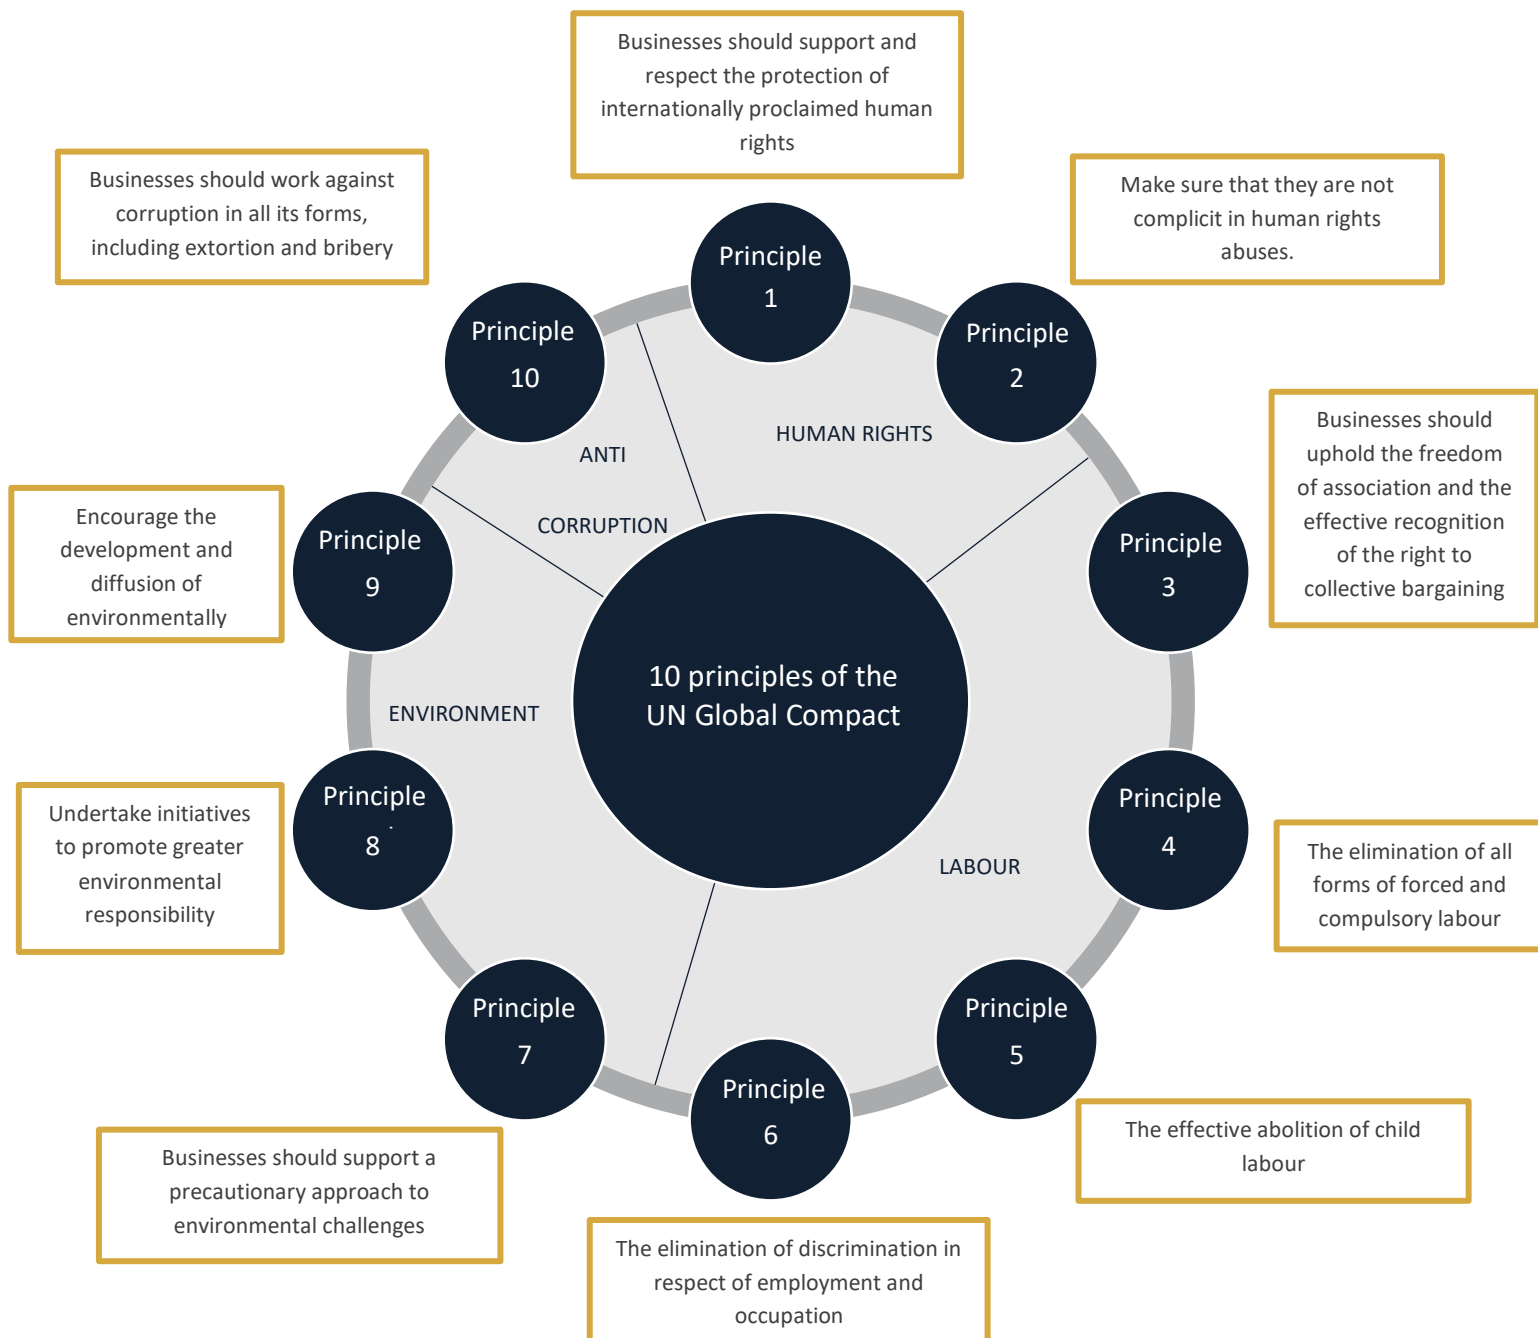 Businesses should support and
respect the protection of
internationally proclaimed human
rights
Make sure that they are not
complicit in human rights
abuses.
Businesses should work against
corruption in all its forms,
including extortion and bribery
Principle
1
Principle
2
Principle
10
HUMAN RIGHTS
ANTI
CORRUPTION
Businesses should
uphold the freedom
of association and the
effective recognition
of the right to
collective bargaining
Principle
3
Encourage the
development and
diffusion of
environmentally
Principle
9
10 principles of the
UN Global Compact
ENVIRONMENT
LABOUR
Principle
4
The elimination of all
forms of forced and
compulsory labour
Undertake initiatives
to promote greater
environmental
responsibility
Principle
8
Principle
5
The effective abolition of child
labour
Principle
7
Businesses should support a
precautionary approach to
environmental challenges
Principle
6
The elimination of discrimination in
respect of employment and
occupation